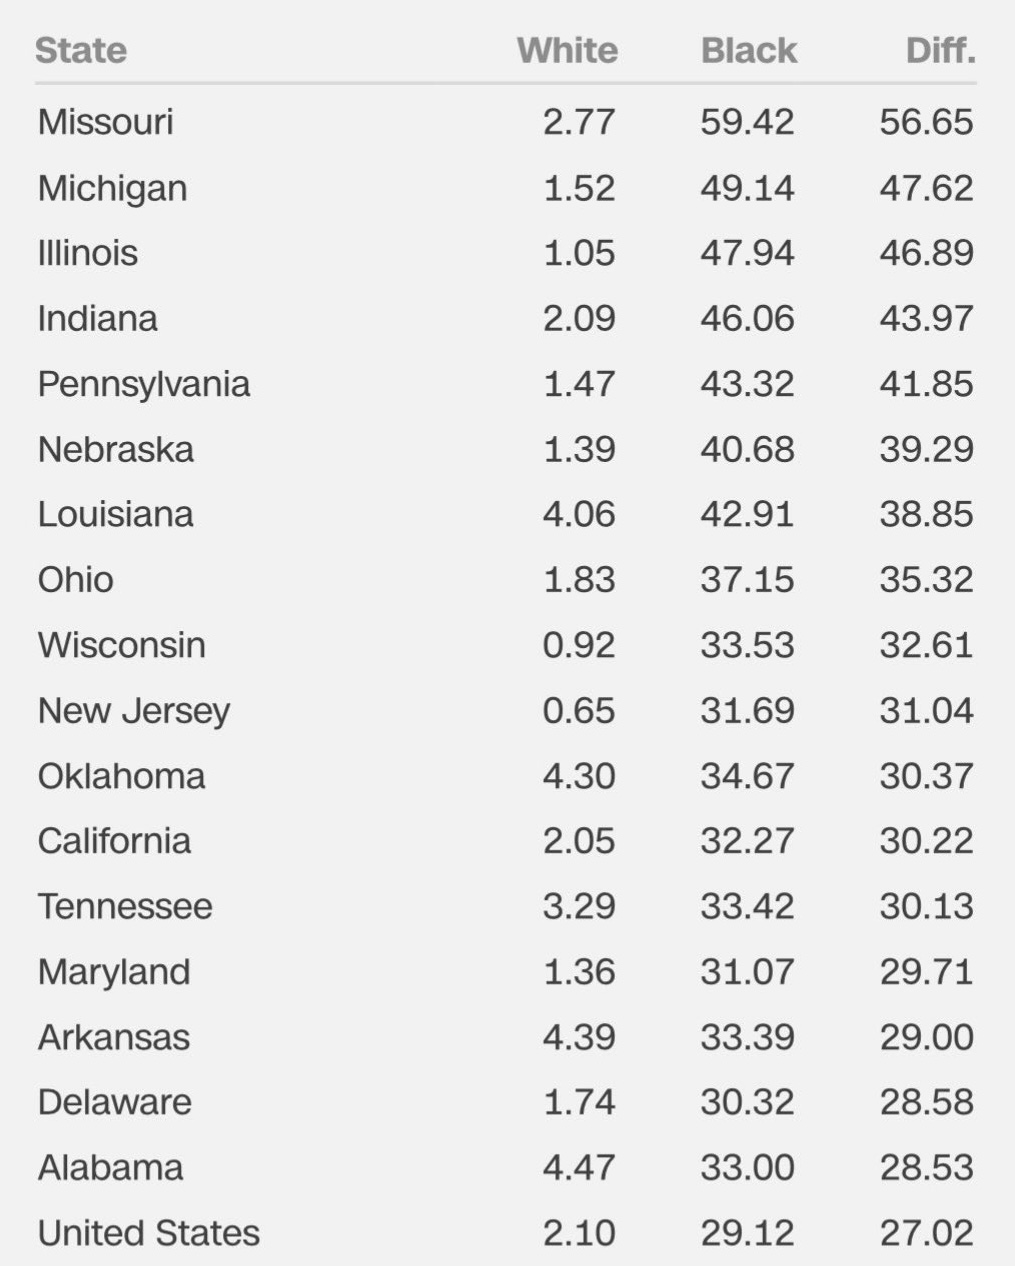 State White Black Diff.
Missouri 2.77 59.42 56.65
Michigan 1.52 49.14 47.62
Illinois 1.05 47.94 46.89
Indiana 2.09 46.06 43.97
Pennsylvania 1.47 43.32 41.85
Nebraska 1.39 40.68 39.29
Louisiana 4.06 42.91 38.85
Ohio 1.83 37.15 35.32
Wisconsin 0.92 33.53 32.61
New Jersey 0.65 31.69 31.04
Oklahoma 4.30 34.67 30.37
California 2.05 32.27 30.22
Tennessee 3.29 33.42 30.13
Maryland 1.36 31.07 29.71
Arkansas 4.39 33.39 29.00
Delaware 1.74 30.32 28.58
Alabama 4.47 33.00 28.53
United States 2.10 29.12 27.02